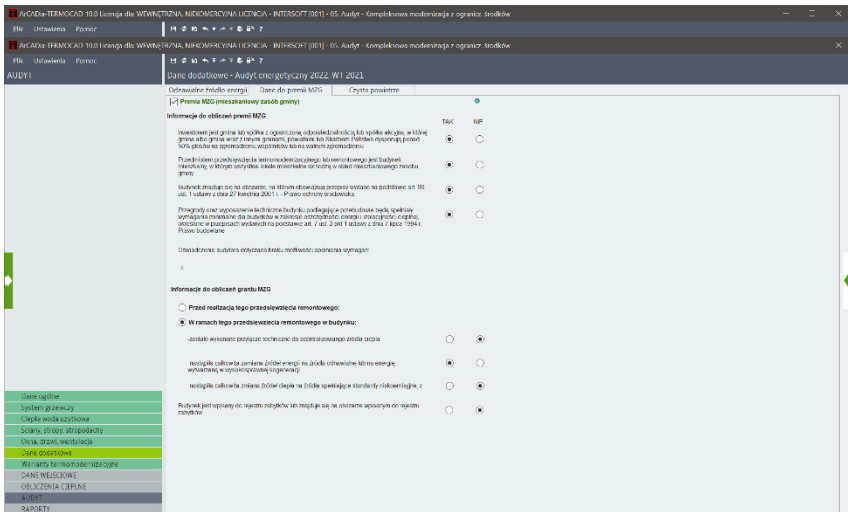 ArCADia-TERMOCAD 10.0 Licencja dla: WEWNĘTRZNA, NIEKOMERCYJNA LICENCJA - INTERSOFT [001] - 05. Audyt - Kompleksowa modernizacja z ogranicz. środków
Plik Ustawienia Pomoc
ArCADia-TERMOCAD 10.0 Licencja dla: WEWNĘTRZNA, NIEKOMERCYJNA LICENCJA - INTERSOFT [001] - 05. Audyt - Kompleksowa modernizacja z ogranicz. środków
Plik Ustawienia Pomoc
AUDYT
Dane dodatkowe - Audyt energetyczny 2022, WT 2021
Odnawialne źródło energii Dane do premii MZG Czyste powietrze
Premia MZG (mieszkaniowy zasób gminy)
Informacje do obliczeń premii MZG
TAK NIE
Inwestorem jest gmina lub spółka z ograniczoną odpowiedzialnością lub spółka akcyjna, w której
gmina albo gmina wraz z innymi gminami, powiatami lub Skarbem Państwa dysponują ponad
50% głosów na zgromadzeniu wspólników lub na walnym zgromadzeniu
Przedmiotem przedsięwzięcia termomodernizacyjnego lub remontowego jest budynek
mieszkalny, w którym wszystkie lokale mieszkalne wchodzą w skład mieszkaniowego zasobu
gminy
Budynek znajduje się na obszarze, na którym obowiązują przepisy wydane na podstawie art. 96
ust. 1 ustawy z dnia 27 kwietnia 2001 r. - Prawo ochrony środowiska
Przegrody oraz wyposażenie techniczne budynku podlegające przebudowie będą spełniały
wymagania minimalne dla budynków w zakresie oszczędności energii i izolacyjności cieplnej,
określone w przepisach wydanych na podstawie art. 7 ust. 2 pkt 1 ustawy z dnia 7 lipca 1994 r.
Prawo budowlane
Oświadczenie audytora dotyczące braku możliwości spełnienia wymagań
Informacje do obliczeń grantu MZG
Przed realizacją tego przedsięwzięcia remontowego:
W ramach tego przedsięwzięcia remontowego w budynku:
-zostało wykonane przyłącze techniczne do scentralizowanego źródła ciepła
nastąpiła całkowita zamiana źródeł energii na źródła odnawialne lub na energię
wytwarzaną w wysokosprawnej kogeneracji
nastąpiła całkowita zmiana źródeł ciepła na źródła spełniające standardy niskoemisyjne, z
Budynek jest wpisany do rejestru zabytków lub znajduje się na obszarze wpisanym do rejestru
zabytków
Dane ogólne
System grzewczy
Ciepła woda użytkowa
Ściany, stropy, stropodachy
Okna, drzwi, wentylacja
Dane dodatkowe
Warianty termomodernizacyjne
DANE WEJŚCIOWE
OBLICZENIA CIEPLNE
AUDYT
RAPORTY